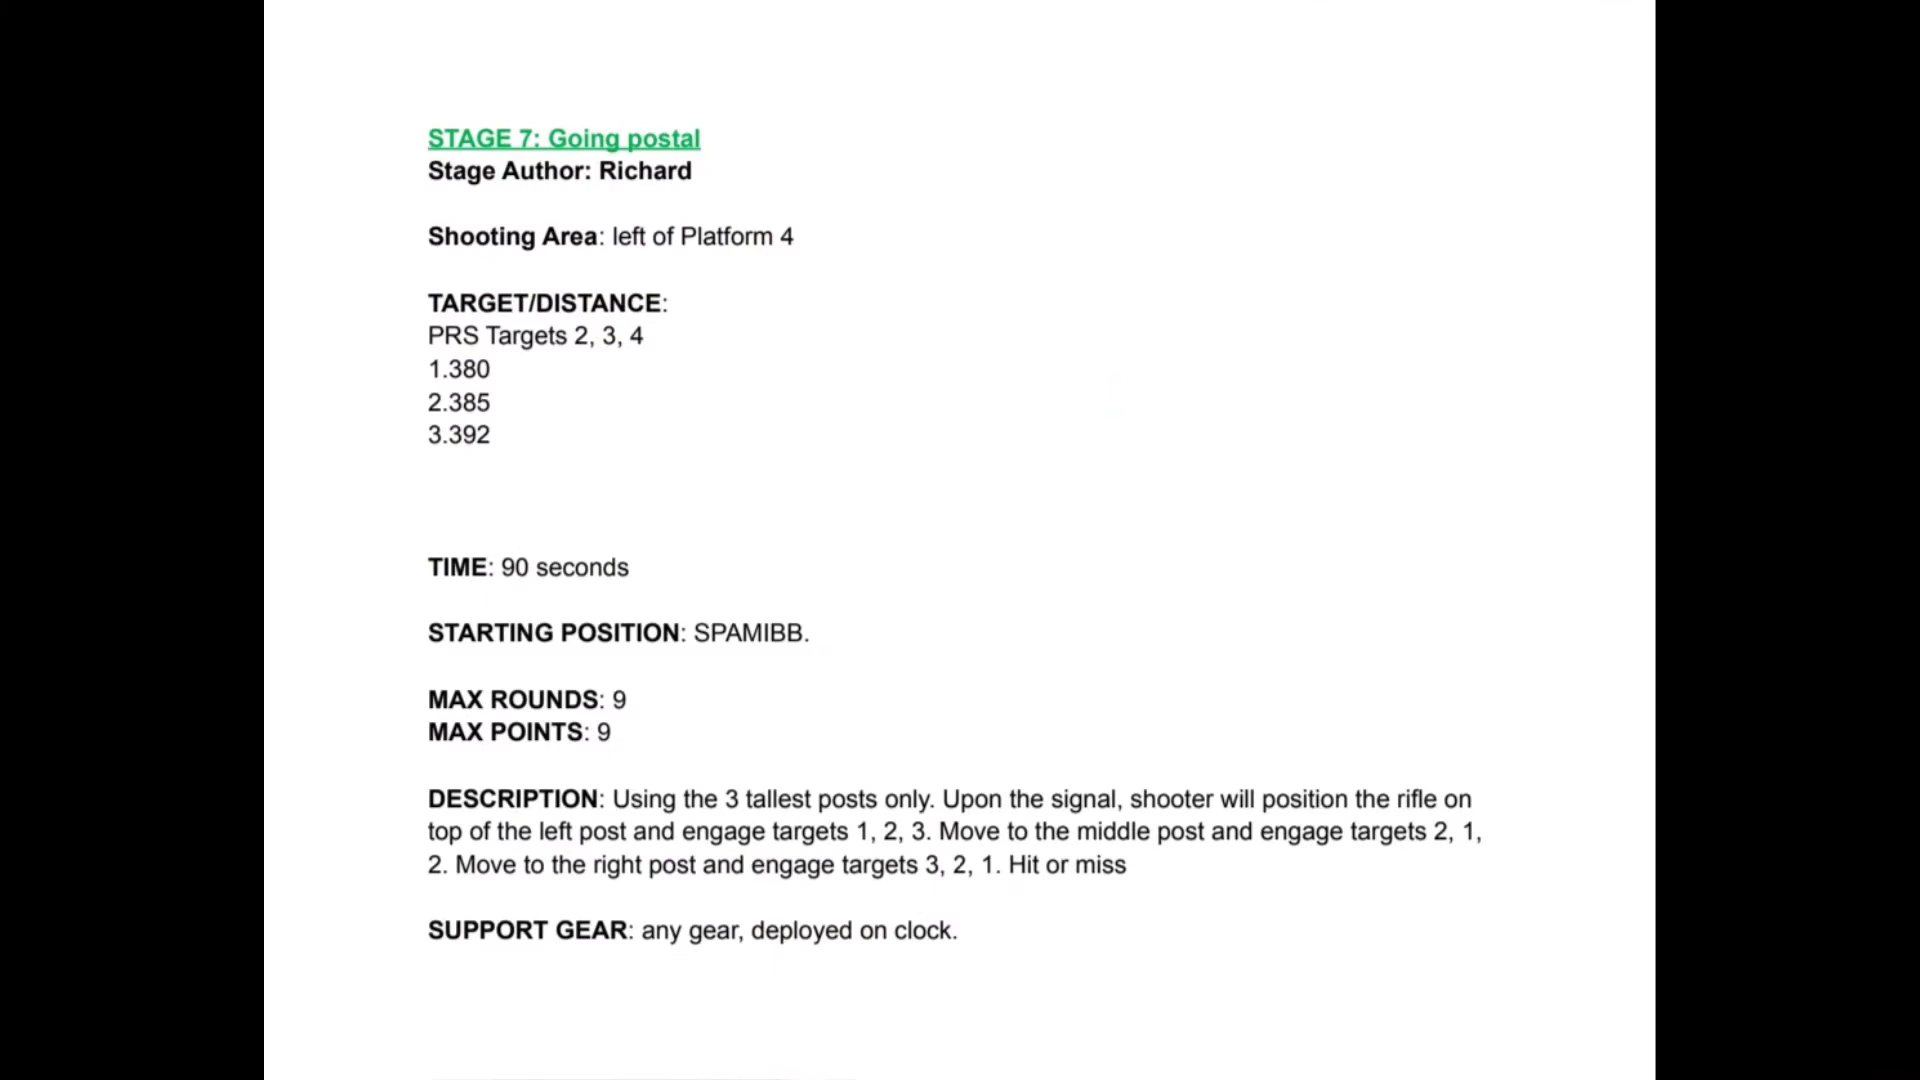 STAGE 7: Going postal
Stage Author: Richard
Shooting Area: left of Platform 4
TARGET/DISTANCE:
PRS Targets 2, 3, 4
1.380
2.385
3.392
TIME: 90 seconds
STARTING POSITION: SPAMIBB.
MAX ROUNDS: 9
MAX POINTS: 9
DESCRIPTION: Using the 3 tallest posts only. Upon the signal, shooter will position the rifle on
top of the left post and engage targets 1, 2, 3. Move to the middle post and engage targets 2, 1,
2. Move to the right post and engage targets 3, 2, 1. Hit or miss
SUPPORT GEAR: any gear, deployed on clock.